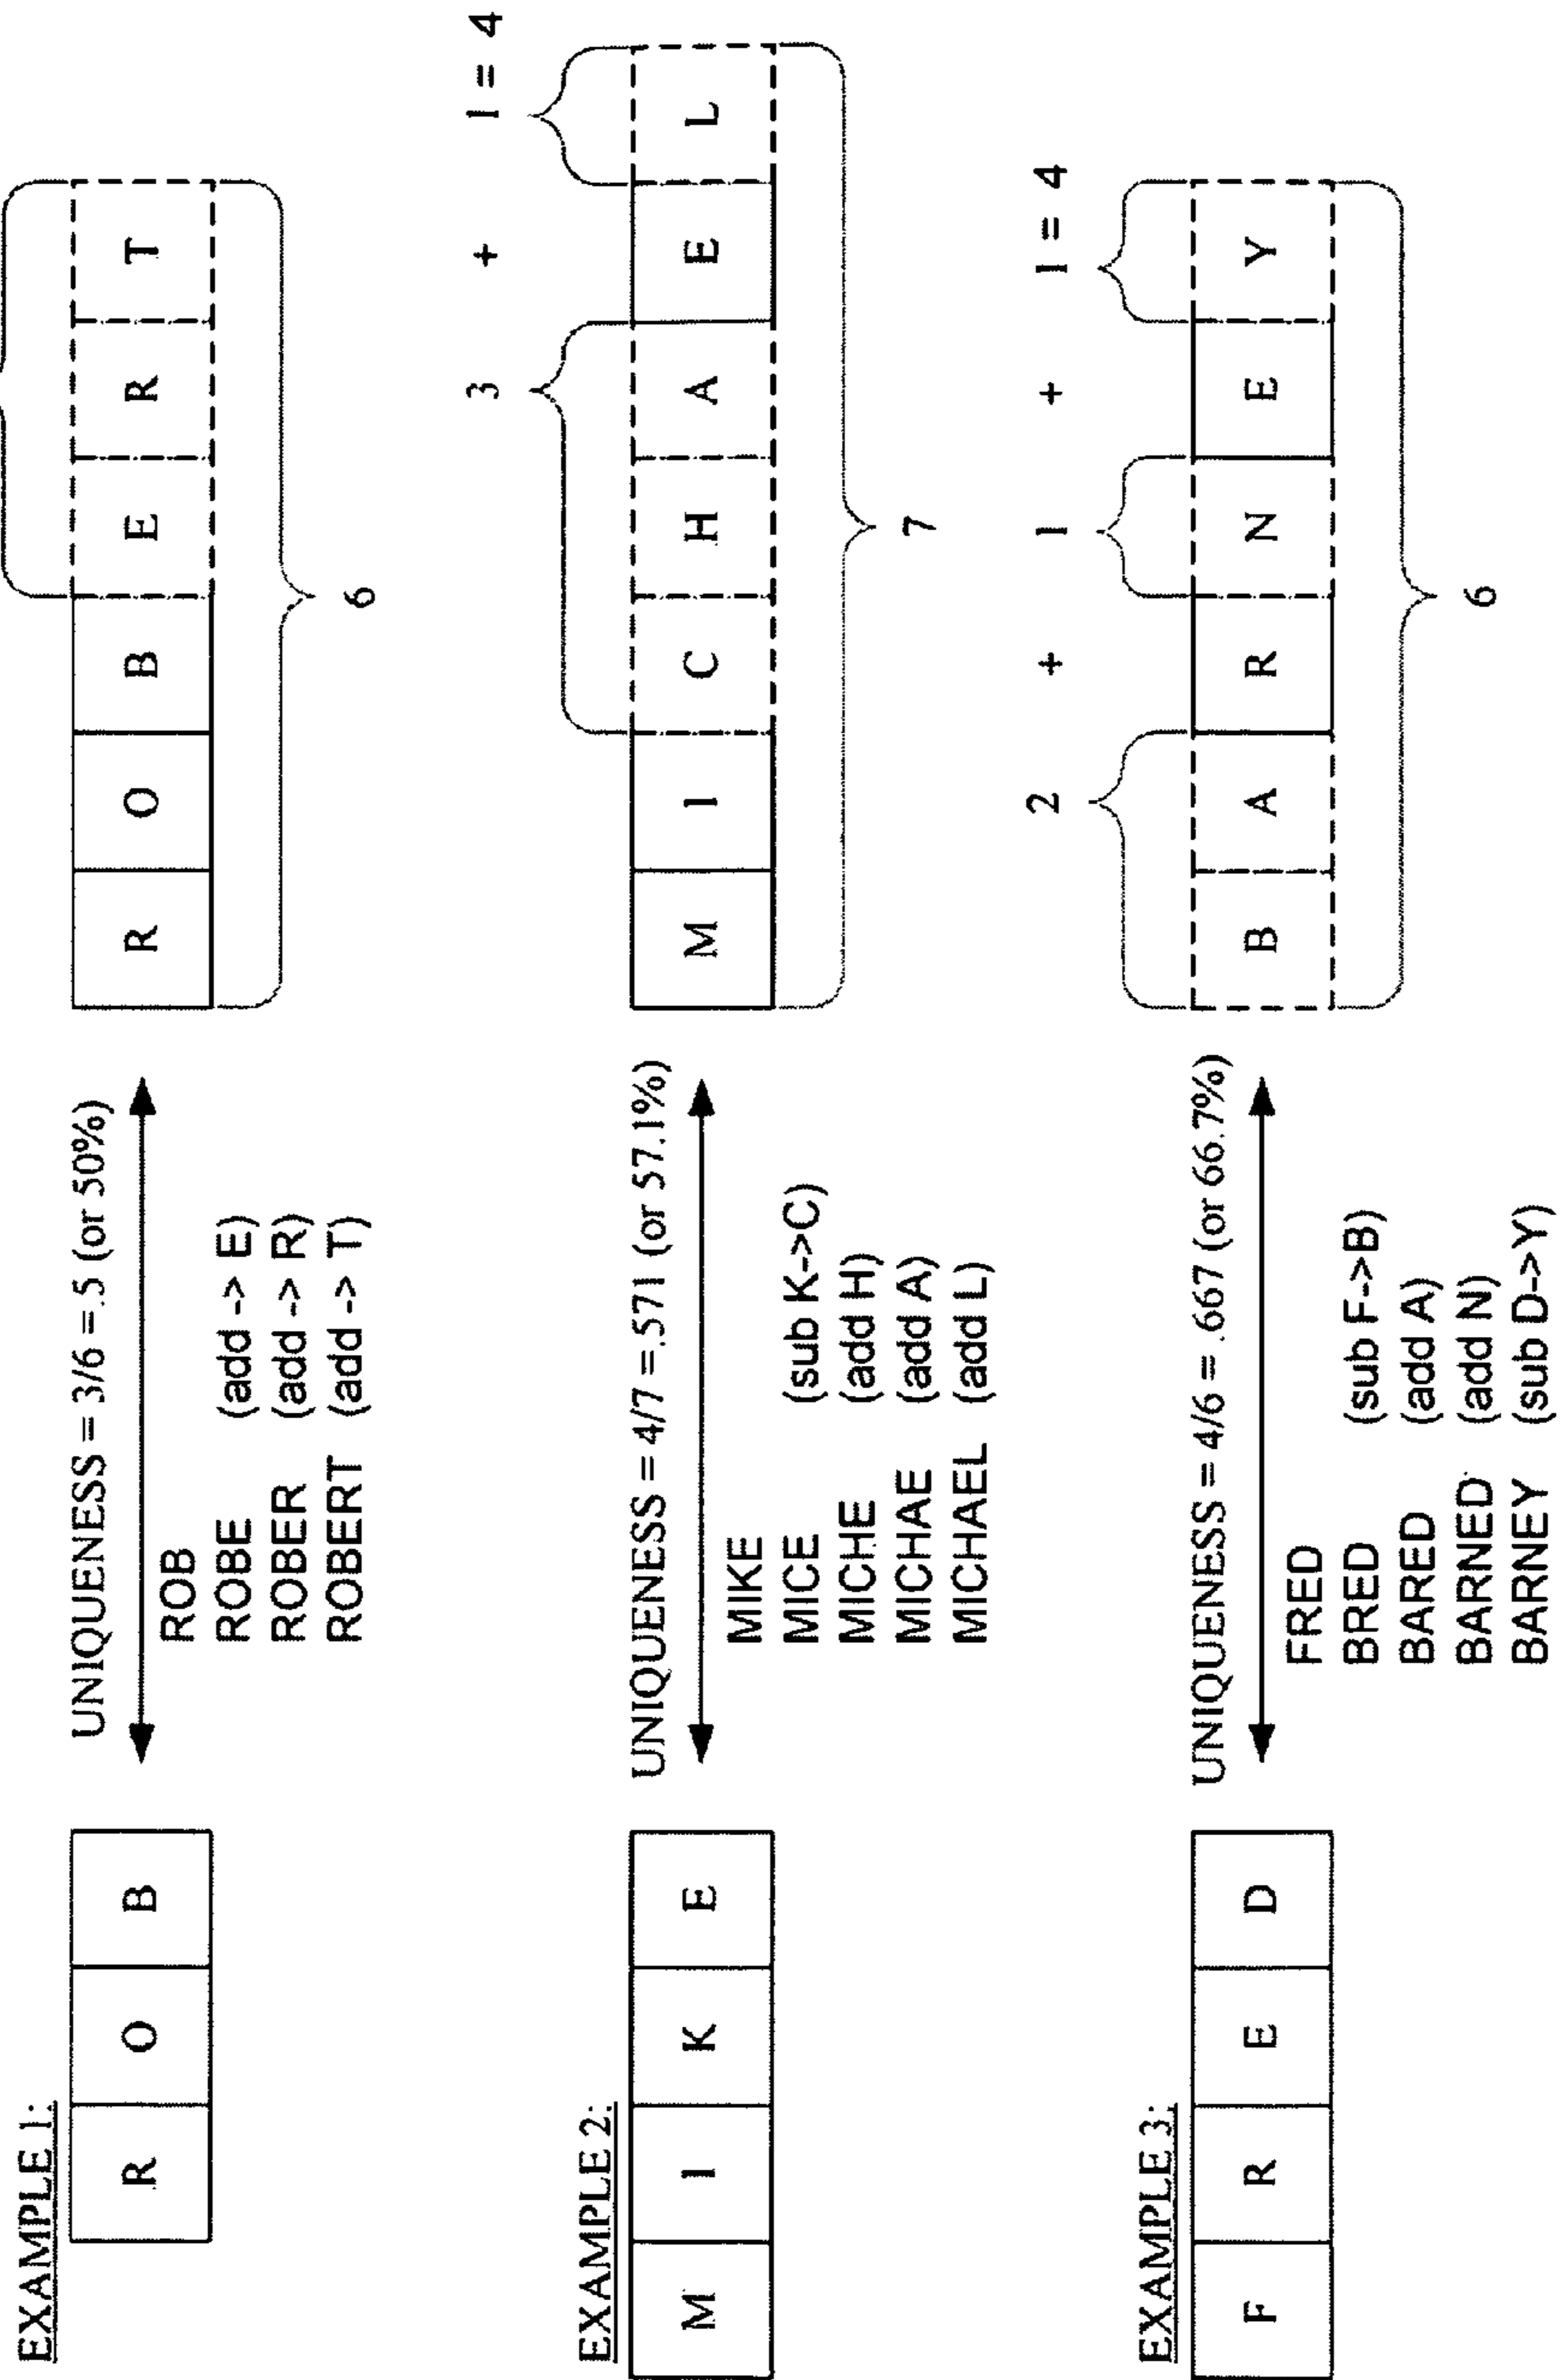 EXAMPLE 1:
R O B
UNIQUENESS = 3/6 =.5 (or 50%)
ROB
ROBE (add -> E)
ROBER (add -> R)
ROBERT (add -> T)
R O B E R T
6
EXAMPLE 2:
M I K E
UNIQUENESS = 4/7 =.571 (or 57.1%)
MIKE
MICE (sub K->C)
MICHE (add H)
MICHAE (add A)
MICHAEL (add L)
3 + 1 = 4
M I C H A E L
7
EXAMPLE 3:
F R E D
UNIQUENESS = 4/6 = .667 (or 66.7%)
FRED
BRED (sub F->B)
BARED (add A)
BARNED (add N)
BARNEY (sub D->Y)
2 + 1 + 1 = 4
B A R N E Y
6